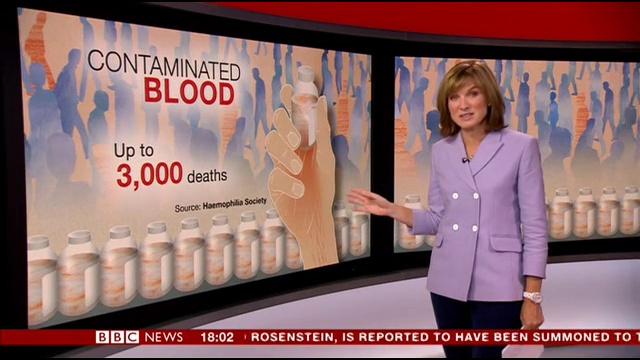 CONTAMINATED
BLOOD
Up to
3,000 deaths
Source: Haemophilia Society
BBC NEWS 18:02 ROSENSTEIN, IS REPORTED TO HAVE BEEN SUMMONED TO T